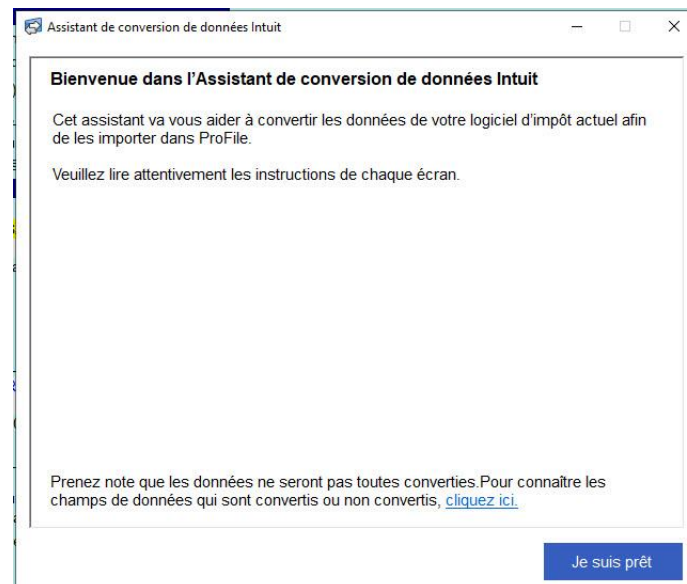 Assistant de conversion de données Intuit
Bienvenue dans l'Assistant de conversion de données Intuit
Cet assistant va vous aider à convertir les données de votre logiciel d'impôt actuel afin
de les importer dans ProFile.
Veuillez lire attentivement les instructions de chaque écran.
Prenez note que les données ne seront pas toutes converties.Pour connaître les
champs de données qui sont convertis ou non convertis, cliquez ici.
Je suis prêt